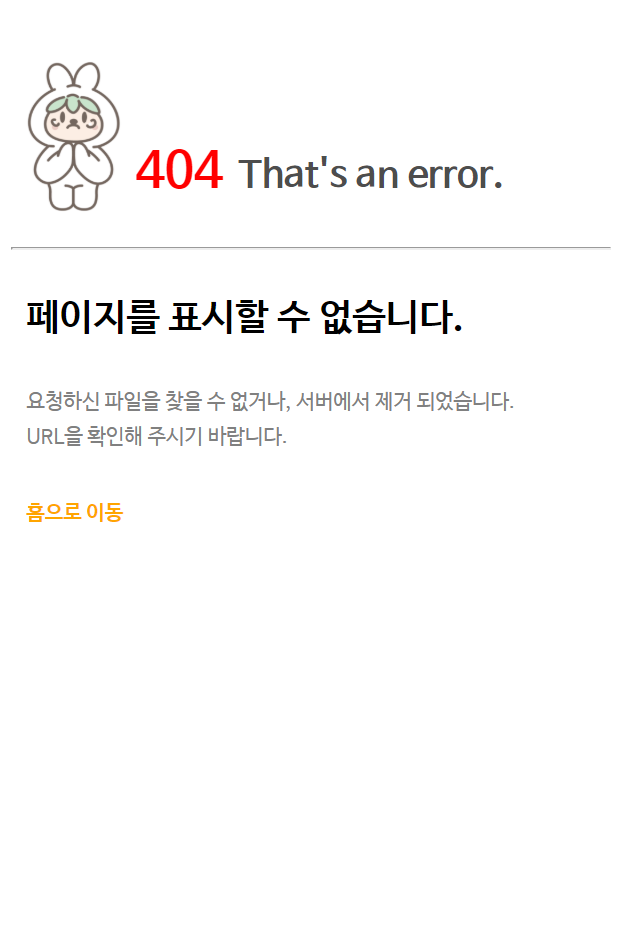 404 That's an error.
페이지를 표시할 수 없습니다.
요청하신 파일을 찾을 수 없거나, 서버에서 제거 되었습니다.
URL을 확인해 주시기 바랍니다.
홈으로 이동